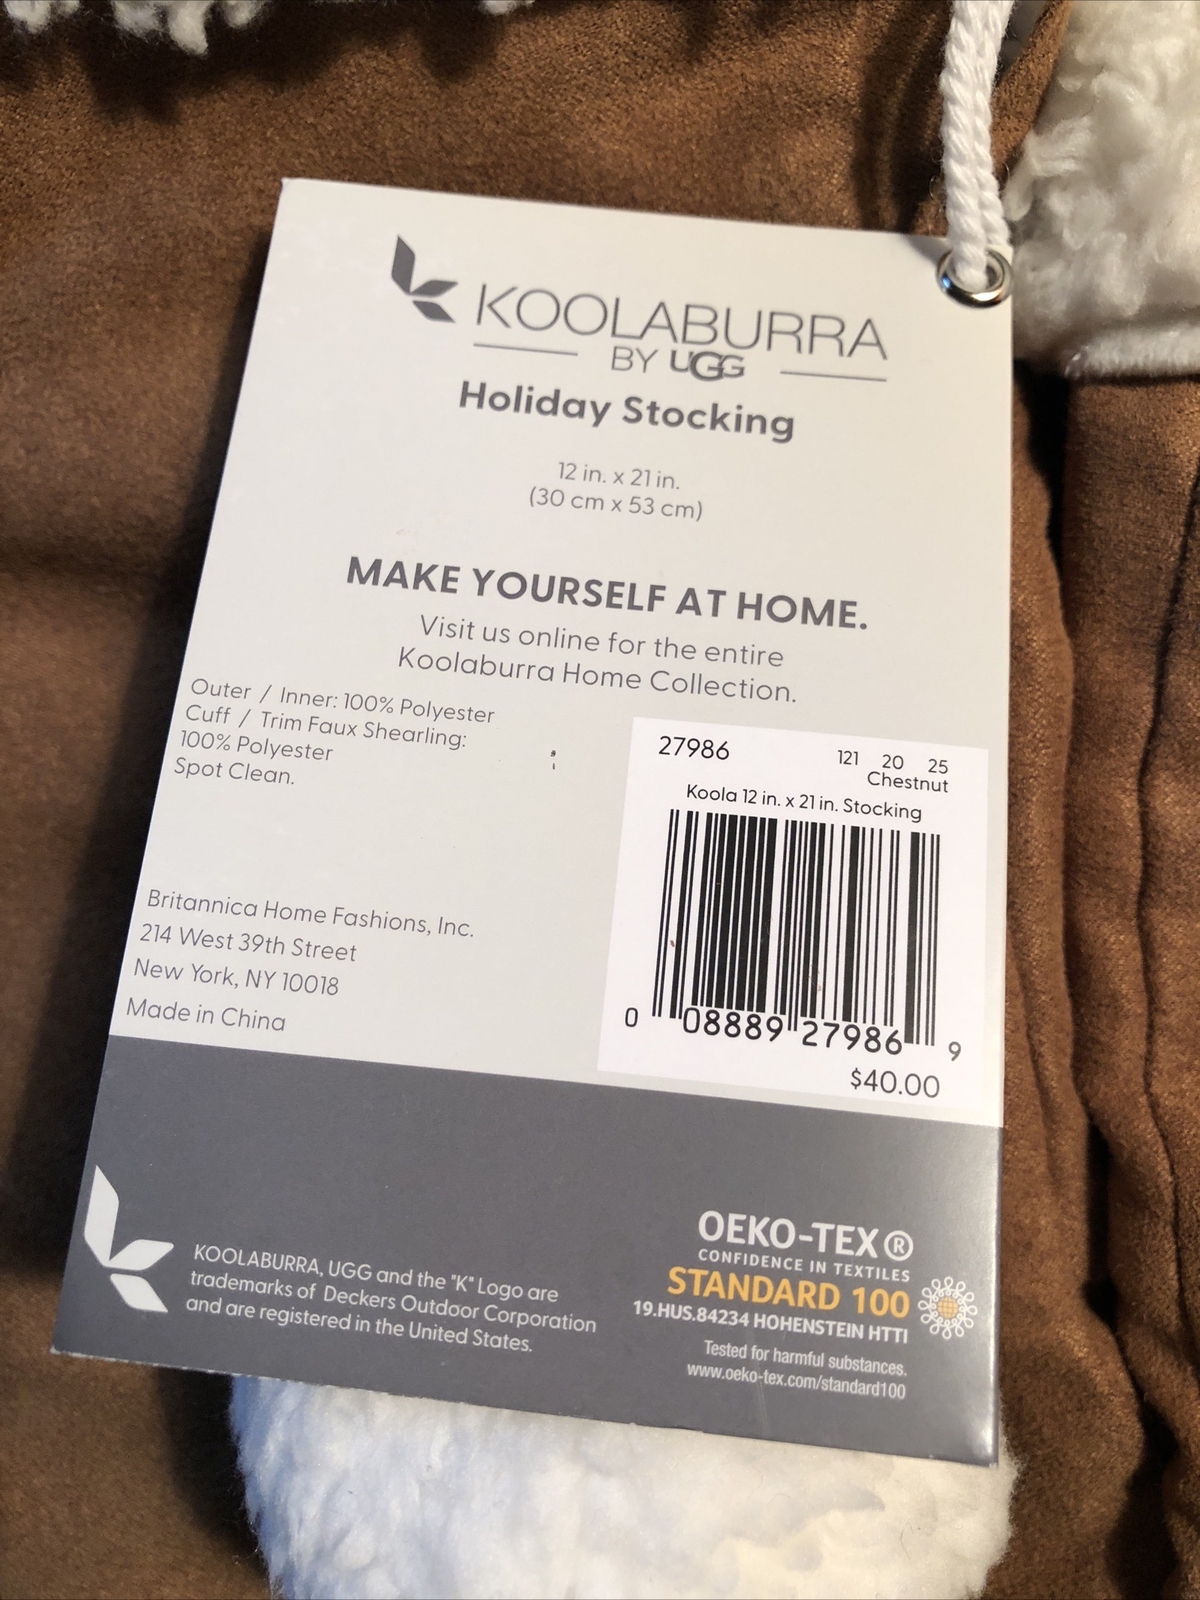 KOOLABURRA
BY UGG
Holiday Stocking
12 in. x 21 in.
(30 cm x 53 cm)
MAKE YOURSELF AT HOME.
Visit us online for the entire
Koolaburra Home Collection.
Outer / Inner: 100% Polyester
Cuff / Trim Faux Shearling:
100% Polyester
Spot Clean.
27986 121 20 25
Chestnut
Koola 12 in. x 21 in. Stocking
0 08889 27986 9
$40.00
Britannica Home Fashions, Inc.
214 West 39th Street
New York, NY 10018
Made in China
KOOLABURRA, UGG and the "K" Logo are
trademarks of Deckers Outdoor Corporation
and are registered in the United States.
OEKO-TEX®
CONFIDENCE IN TEXTILES
STANDARD 100
19.HUS.84234 HOHENSTEIN HTTI
Tested for harmful substances.
www.oeko-tex.com/standard100